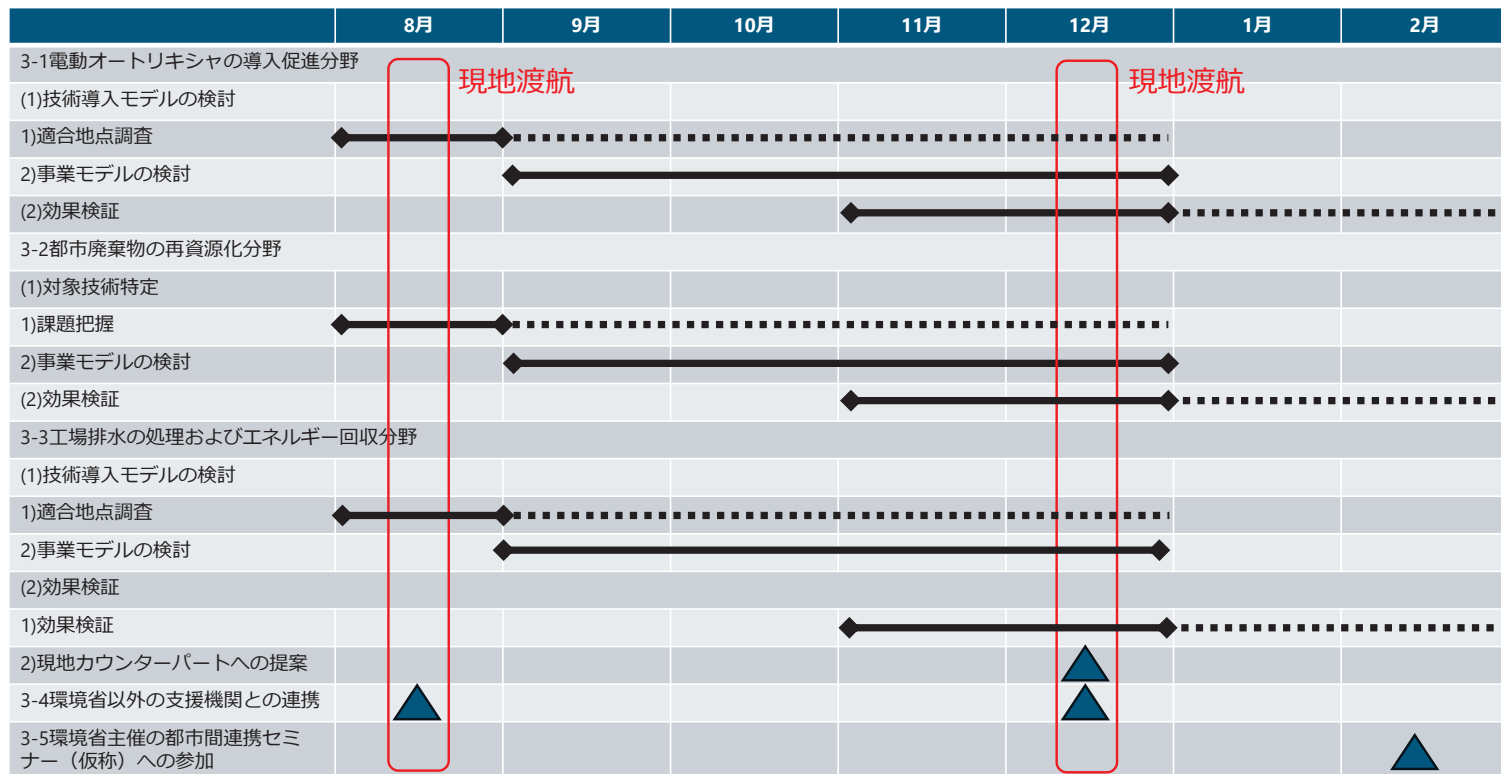 8月 9月 10月 11月 12月 1月 2月
3-1電動オートリキシャの導入促進分野
現地渡航 現地渡航
(1)技術導入モデルの検討
1)適合地点調査
2)事業モデルの検討
(2)効果検証
3-2都市廃棄物の再資源化分野
(1)対象技術特定
1)課題把握
2)事業モデルの検討
(2)効果検証
3-3工場排水の処理およびエネルギー回収分野
(1)技術導入モデルの検討
1)適合地点調査
2)事業モデルの検討
(2)効果検証
1)効果検証
2)現地カウンターパートへの提案
3-4環境省以外の支援機関との連携
3-5環境省主催の都市間連携セミ
ナー（仮称）への参加